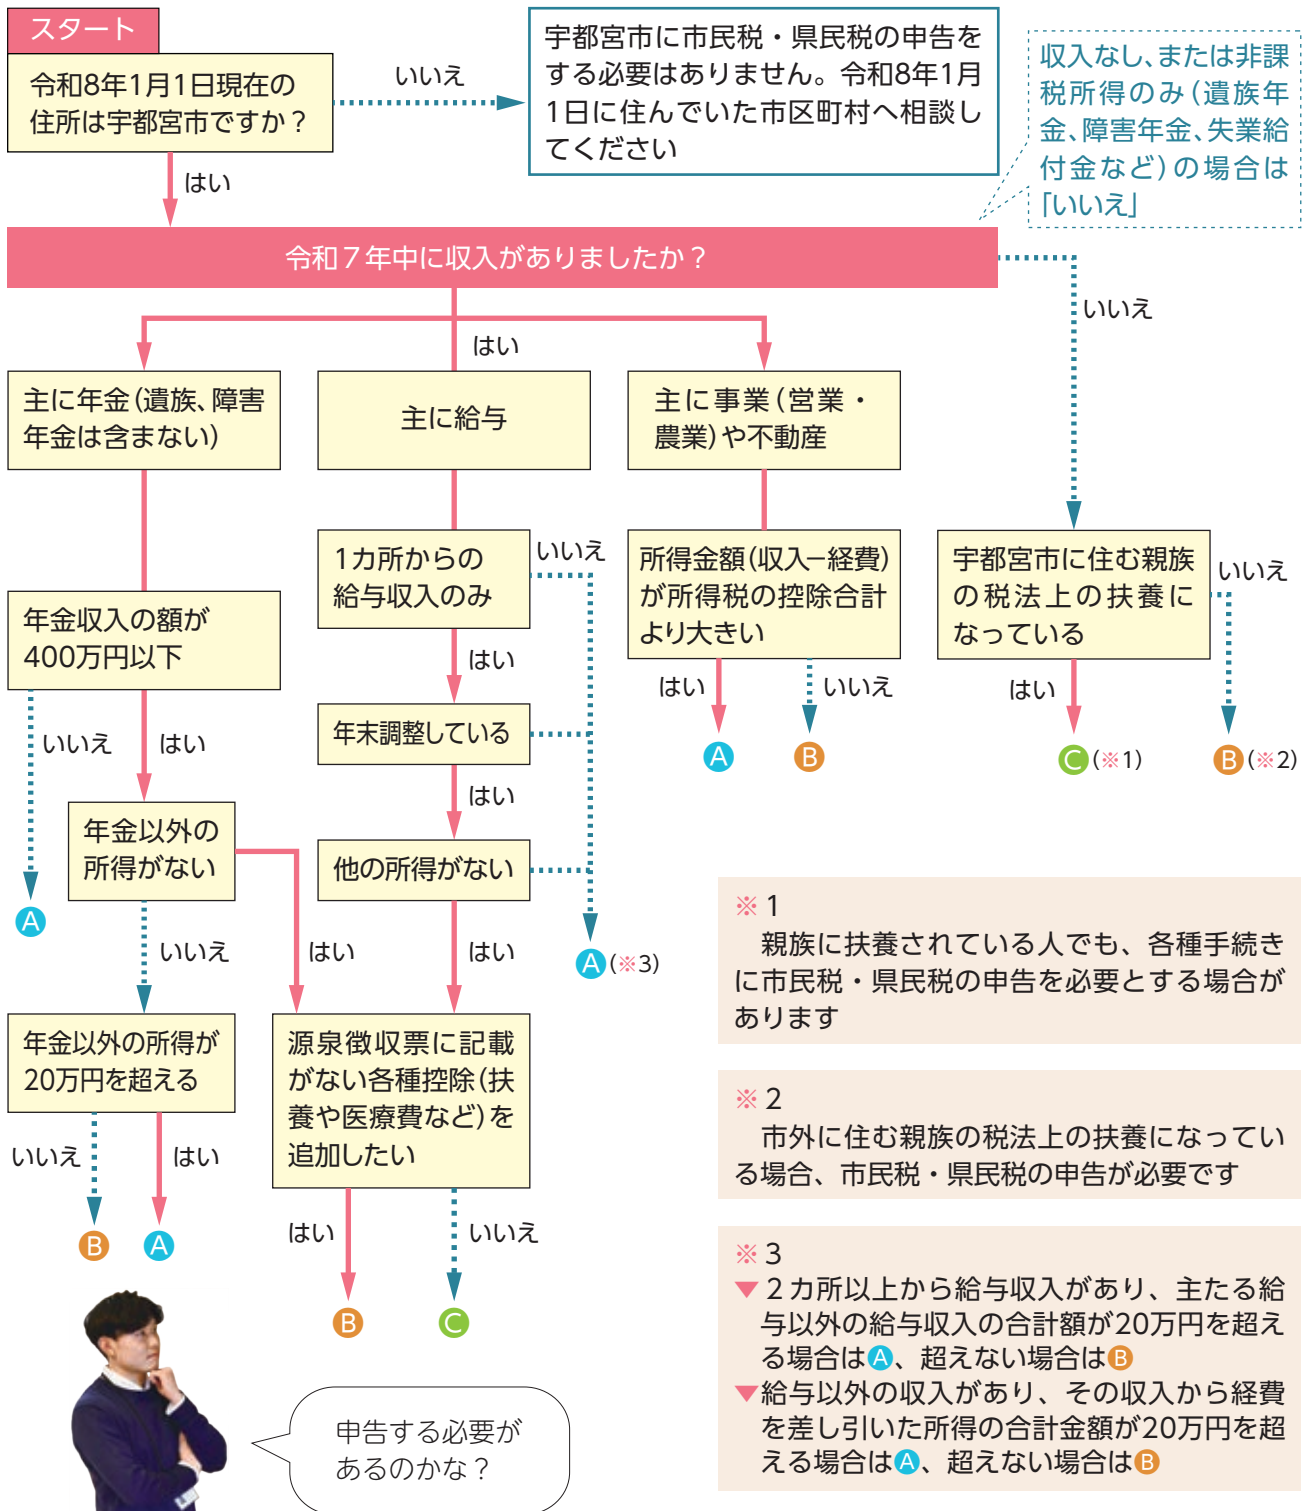 スタート
令和8年1月1日現在の
住所は宇都宮市ですか？
いいえ
宇都宮市に市民税・県民税の申告を
する必要はありません。令和8年1月
1日に住んでいた市区町村へ相談し
てください
収入なし、または非課
税所得のみ（遺族年
金、障害年金、失業給
付金など）の場合は
「いいえ」
はい
令和７年中に収入がありましたか？
はい
いいえ
主に年金（遺族、障害
年金は含まない）
主に給与
主に事業（営業・
農業）や不動産
年金収入の額が
400万円以下
いいえ
はい
A
年金以外の
所得がない
いいえ
はい
年金以外の所得が
20万円を超える
いいえ
はい
B
A
1カ所からの
給与収入のみ
いいえ
はい
年末調整している
はい
他の所得がない
はい
A（※3）
源泉徴収票に記載
がない各種控除（扶
養や医療費など）を
追加したい
はい
いいえ
B
C
所得金額（収入－経費）
が所得税の控除合計
より大きい
はい
いいえ
A
B
宇都宮市に住む親族
の税法上の扶養に
なっている
いいえ
はい
C（※1）
B（※2）
※1
親族に扶養されている人でも、各種手続き
に市民税・県民税の申告を必要とする場合が
あります
※2
市外に住む親族の税法上の扶養になってい
る場合、市民税・県民税の申告が必要です
※3
▼２カ所以上から給与収入があり、主たる給
与以外の給与収入の合計額が20万円を超え
る場合はA、超えない場合はB
▼給与以外の収入があり、その収入から経費
を差し引いた所得の合計金額が20万円を超
える場合はA、超えない場合はB
申告する必要が
あるのかな？